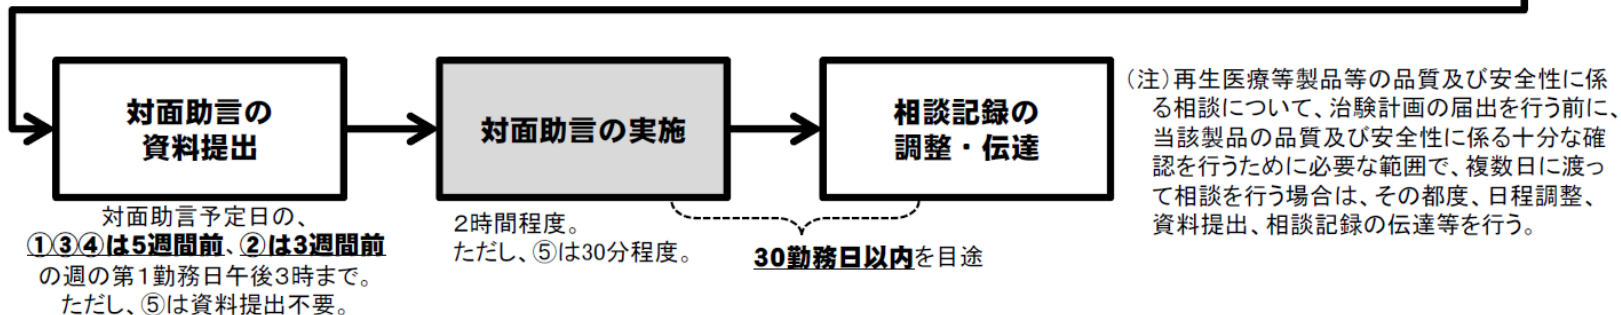 対面助言の
資料提出
対面助言予定日の、
①③④は5週間前、②は3週間前
の週の第1勤務日午後3時まで。
ただし、⑤は資料提出不要。
対面助言の実施
2時間程度。
ただし、⑤は30分程度。
相談記録の
調整・伝達
30勤務日以内を目途
（注）再生医療等製品等の品質及び安全性に係
る相談について、治験計画の届出を行う前に、
当該製品の品質及び安全性に係る十分な確
認を行うために必要な範囲で、複数日に渡っ
て相談を行う場合は、その都度、日程調整、
資料提出、相談記録の伝達等を行う。